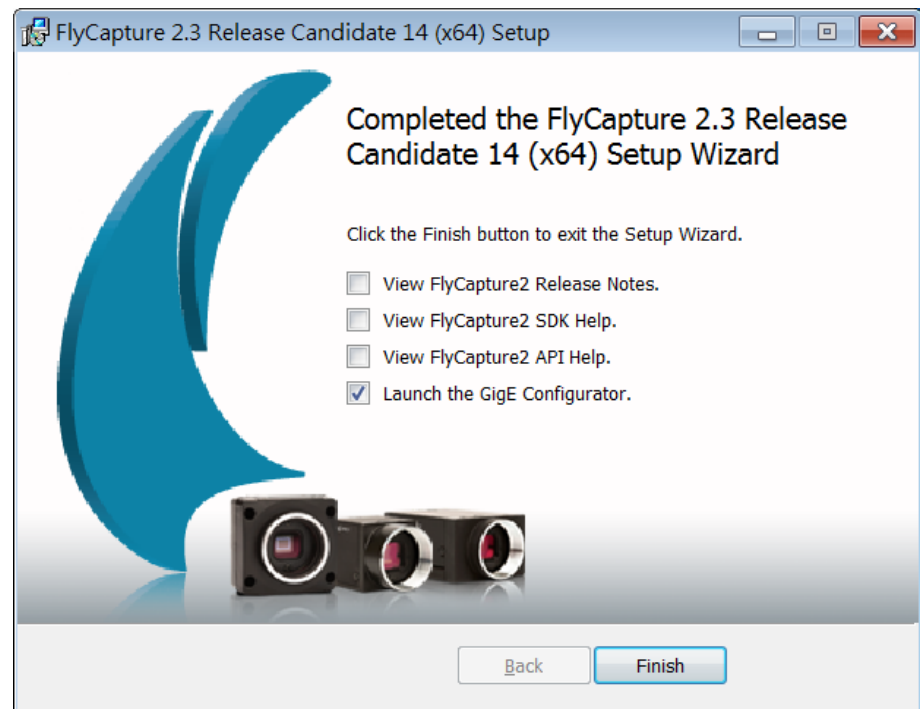 FlyCapture 2.3 Release Candidate 14 (x64) Setup
Completed the FlyCapture 2.3 Release
Candidate 14 (x64) Setup Wizard
Click the Finish button to exit the Setup Wizard.
View FlyCapture2 Release Notes.
View FlyCapture2 SDK Help.
View FlyCapture2 API Help.
Launch the GigE Configurator.
Back
Finish